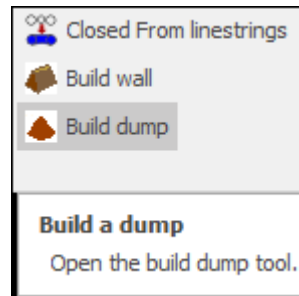 Closed From linestrings
Build wall
Build dump
Build a dump
Open the build dump tool.